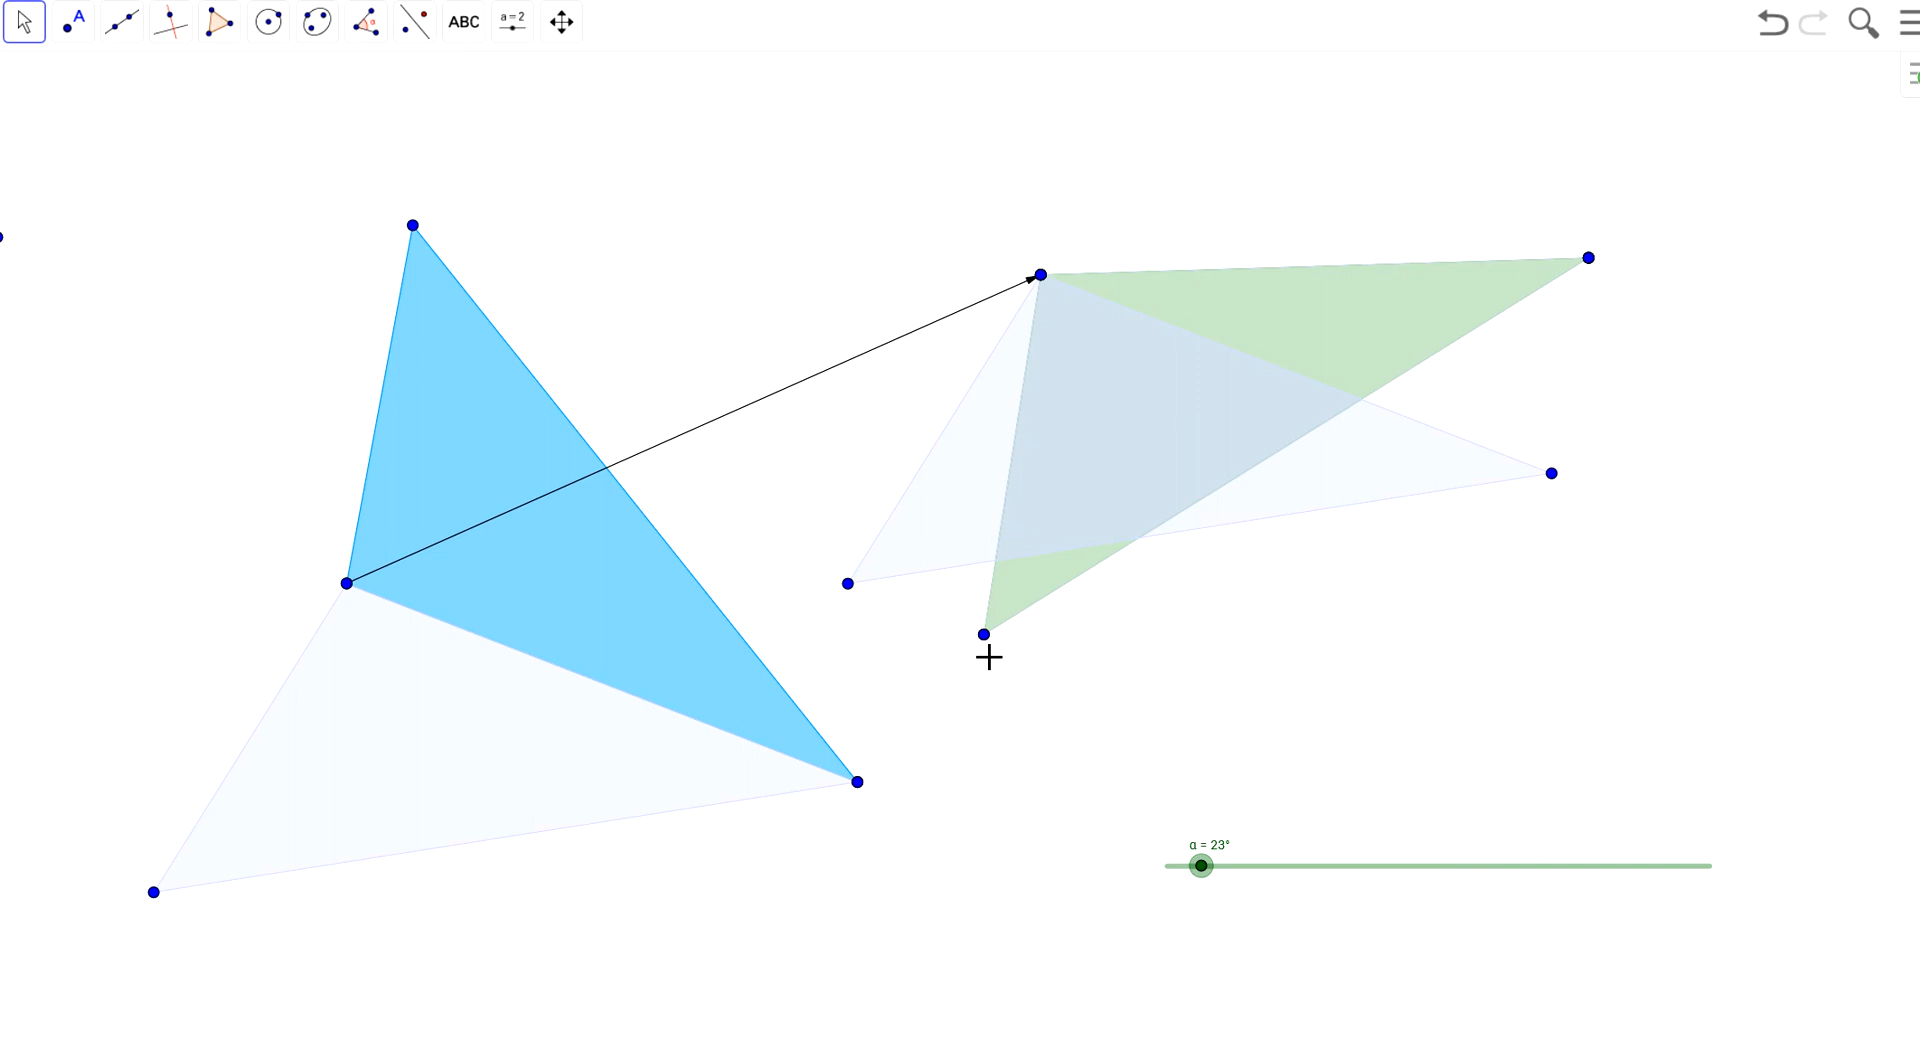 A
α
ABC
a = 2
α = 23°